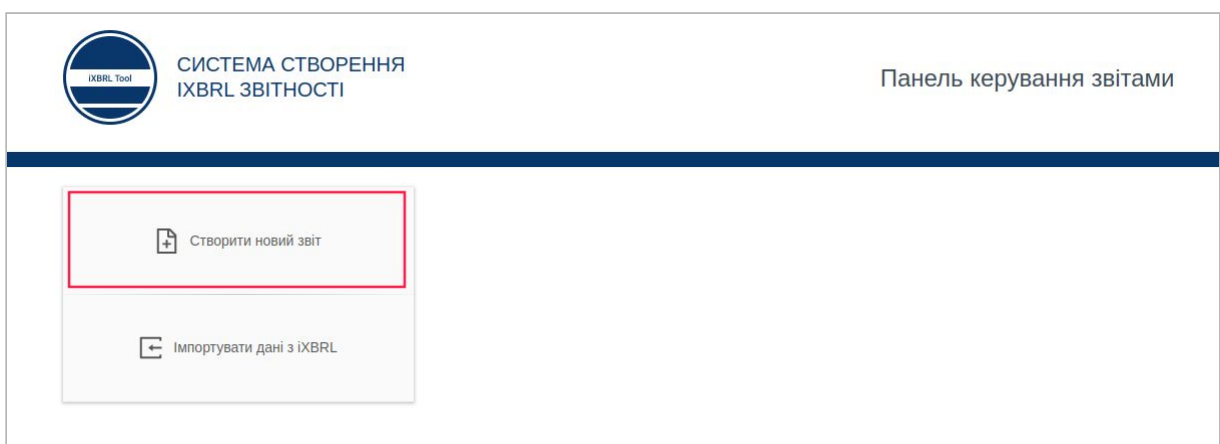 iXBRL Tool
СИСТЕМА СТВОРЕННЯ
IXBRL ЗВІТНОСТІ
Панель керування звітами
Створити новий звіт
Імпортувати дані з iXBRL